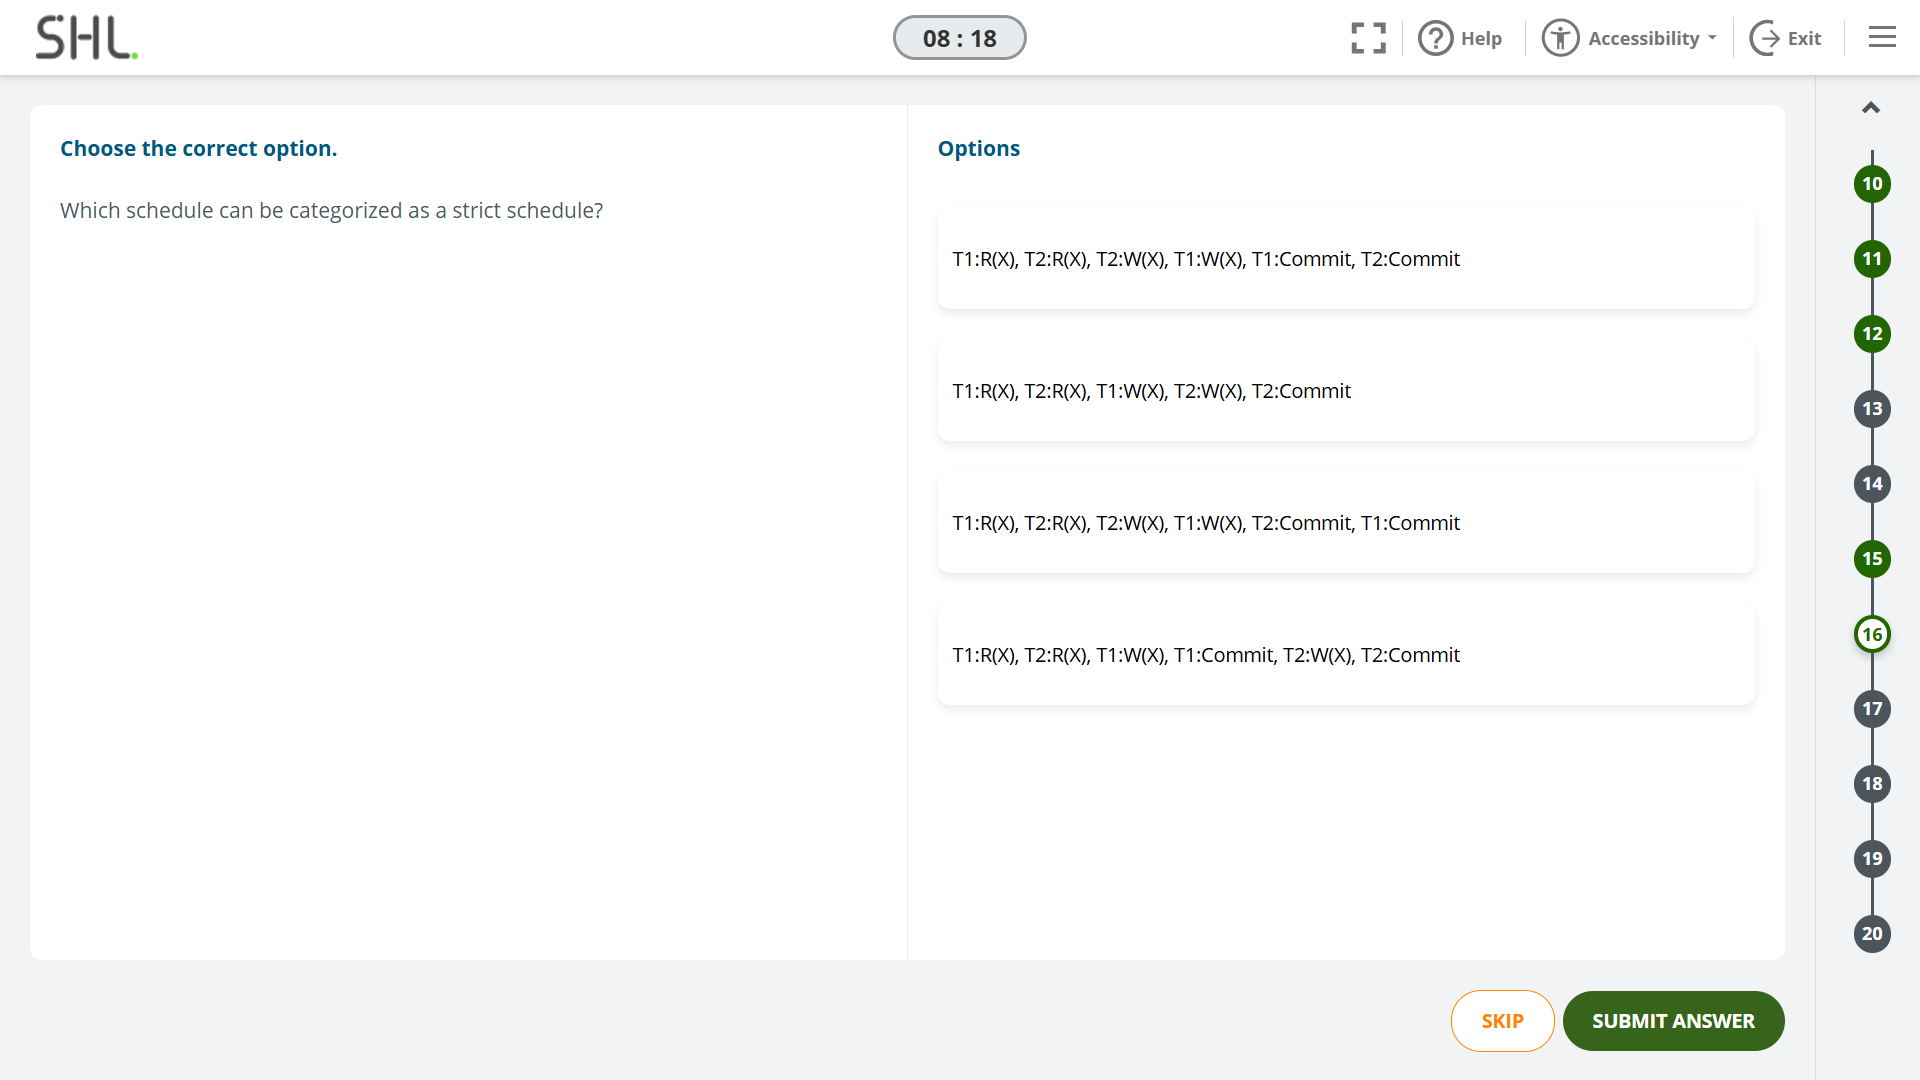 SHL.
08 : 18
Help
Accessibility
Exit
Choose the correct option.
Which schedule can be categorized as a strict schedule?
Options
T1:R(X), T2:R(X), T2:W(X), T1:W(X), T1:Commit, T2:Commit
T1:R(X), T2:R(X), T1:W(X), T2:W(X), T2:Commit
T1:R(X), T2:R(X), T2:W(X), T1:W(X), T2:Commit, T1:Commit
T1:R(X), T2:R(X), T1:W(X), T1:Commit, T2:W(X), T2:Commit
10
11
12
13
14
15
16
17
18
19
20
SKIP
SUBMIT ANSWER